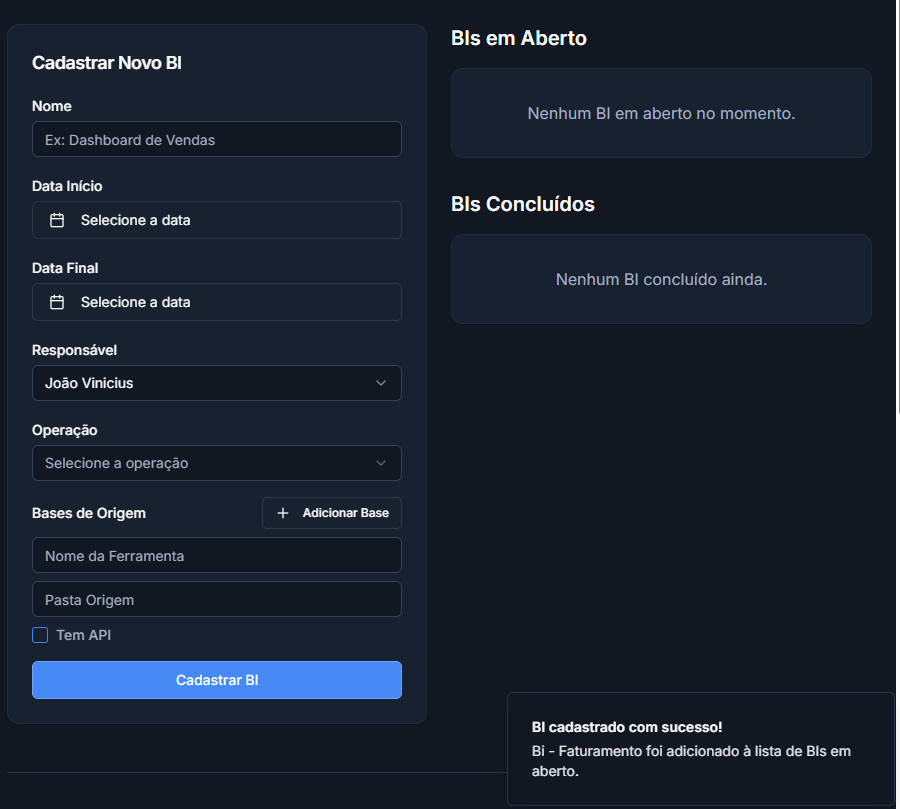 Cadastrar Novo BI
Nome
Ex: Dashboard de Vendas
Data Início
Selecione a data
Data Final
Selecione a data
Responsável
João Vinicius
Operação
Selecione a operação
Bases de Origem
Adicionar Base
Nome da Ferramenta
Pasta Origem
Tem API
Cadastrar BI
BIs em Aberto
Nenhum BI em aberto no momento.
BIs Concluídos
Nenhum BI concluído ainda.
BI cadastrado com sucesso!
Bi - Faturamento foi adicionado à lista de BIs em
aberto.